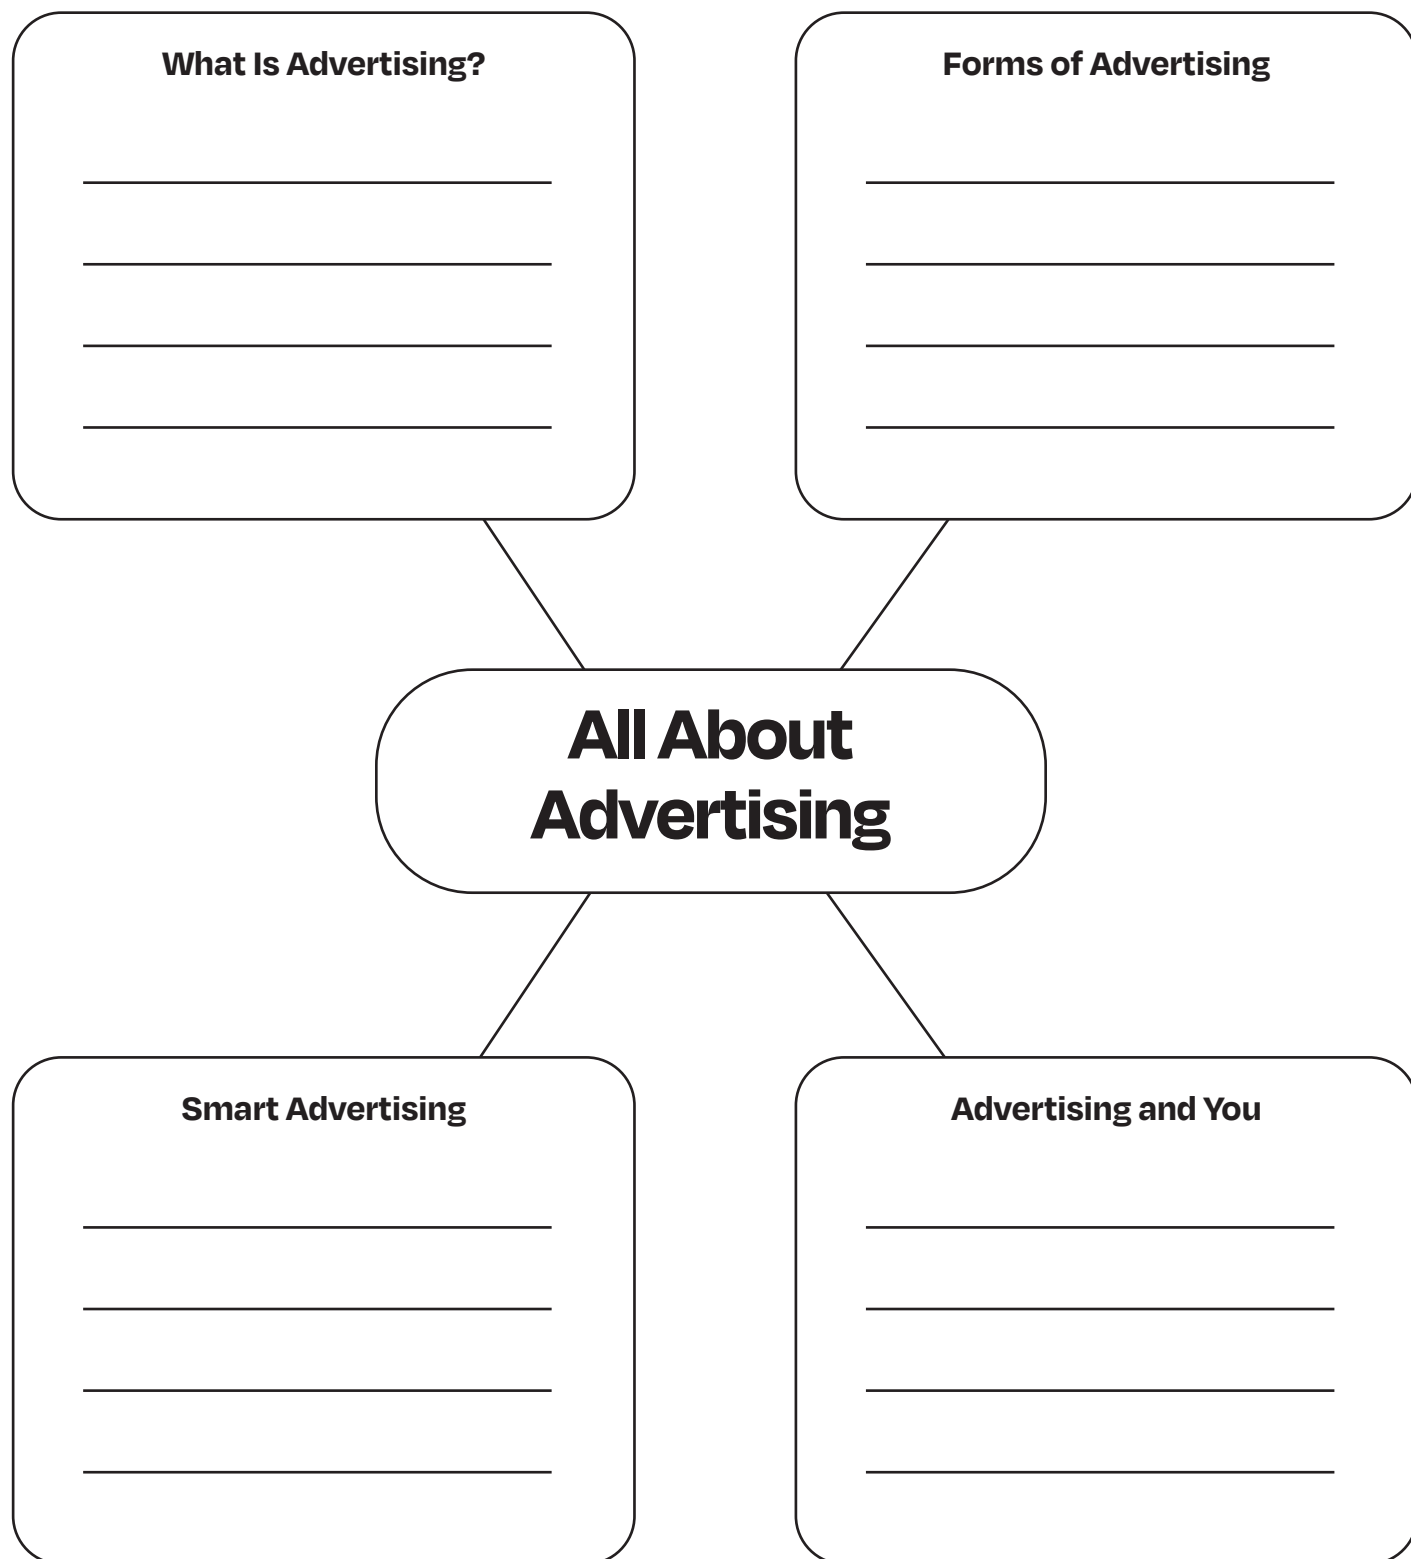 What Is Advertising?
Forms of Advertising
All About
Advertising
Smart Advertising
Advertising and You